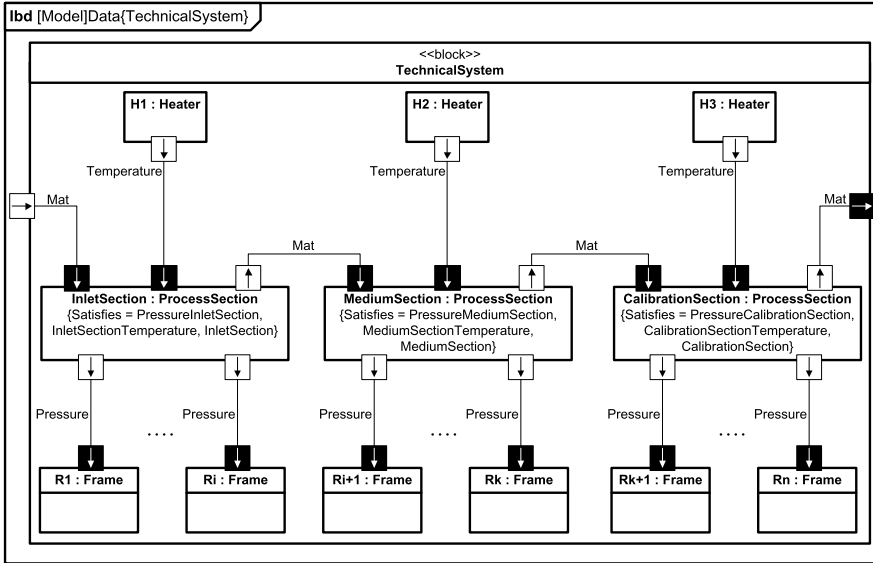 Ibd [Model]Data{TechnicalSystem}
<<block>>
TechnicalSystem
H1 : Heater
H2 : Heater
H3 : Heater
Temperature
Temperature
Temperature
Mat
Mat
Mat
Mat
InletSection : ProcessSection
{Satisfies = PressureInletSection,
InletSectionTemperature, InletSection}
MediumSection : ProcessSection
{Satisfies = PressureMediumSection,
MediumSectionTemperature,
MediumSection}
CalibrationSection : ProcessSection
{Satisfies = PressureCalibrationSection,
CalibrationSectionTemperature,
CalibrationSection}
Pressure
Pressure
Pressure
Pressure
Pressure
Pressure
....
....
....
R1 : Frame
Ri : Frame
Ri+1 : Frame
Rk : Frame
Rk+1 : Frame
Rn : Frame